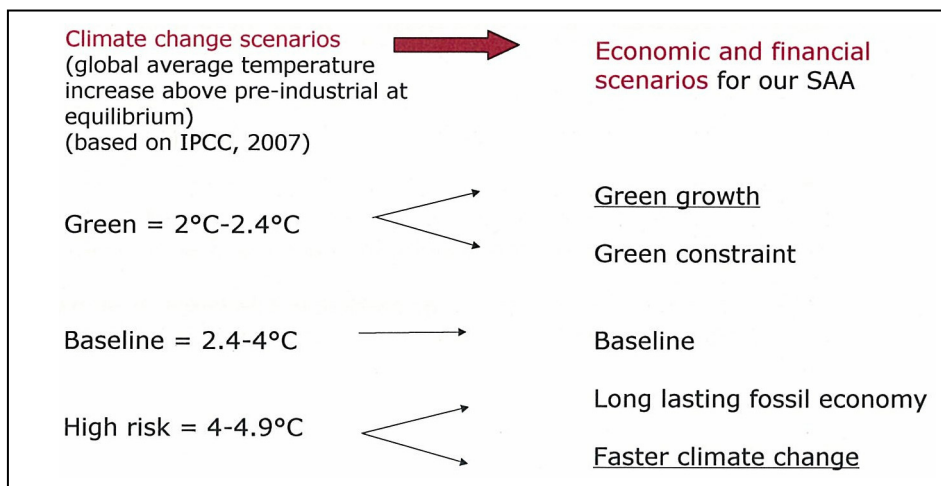 Climate change scenarios
(global average temperature
increase above pre-industrial at
equilibrium)
(based on IPCC, 2007)
Economic and financial
scenarios for our SAA
Green = 2°C-2.4°C
Green growth
Green constraint
Baseline = 2.4-4°C
Baseline
High risk = 4-4.9°C
Long lasting fossil economy
Faster climate change